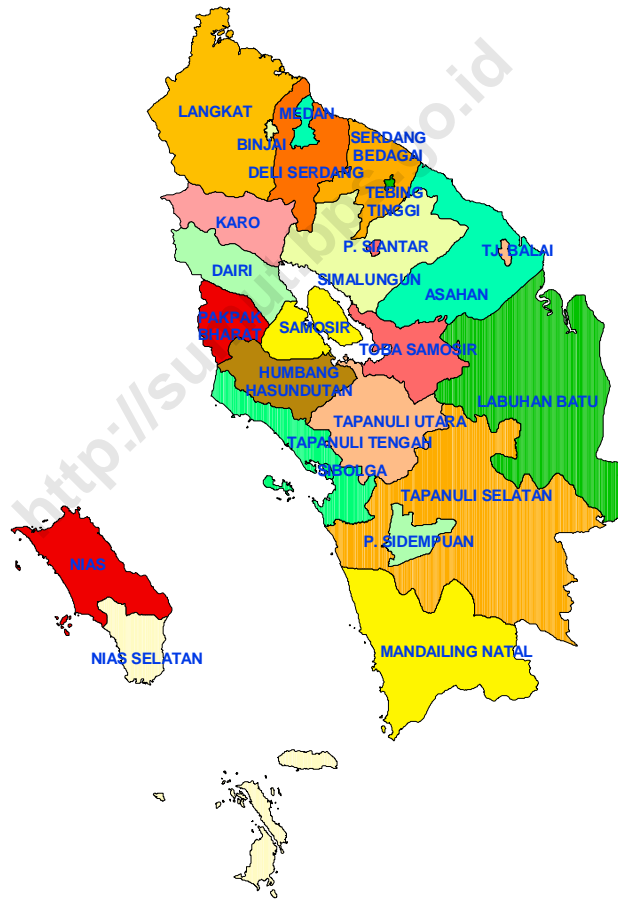 LANGKAT
MEDAN
BINJAI
SERDANG
BEDAGAI
DELI SERDANG
TEBING
TINGGI
KARO
P. SIANTAR
TJ. BALAI
DAIRI
SIMALUNGUN
ASAHAN
PAKPAK
BHARAT
SAMOSIR
TOBA SAMOSIR
HUMBANG
HASUNDUTAN
LABUHAN BATU
TAPANULI UTARA
TAPANULI TENGAH
SIBOLGA
TAPANULI SELATAN
P. SIDEMPUAN
NIAS
NIAS SELATAN
MANDAILING NATAL